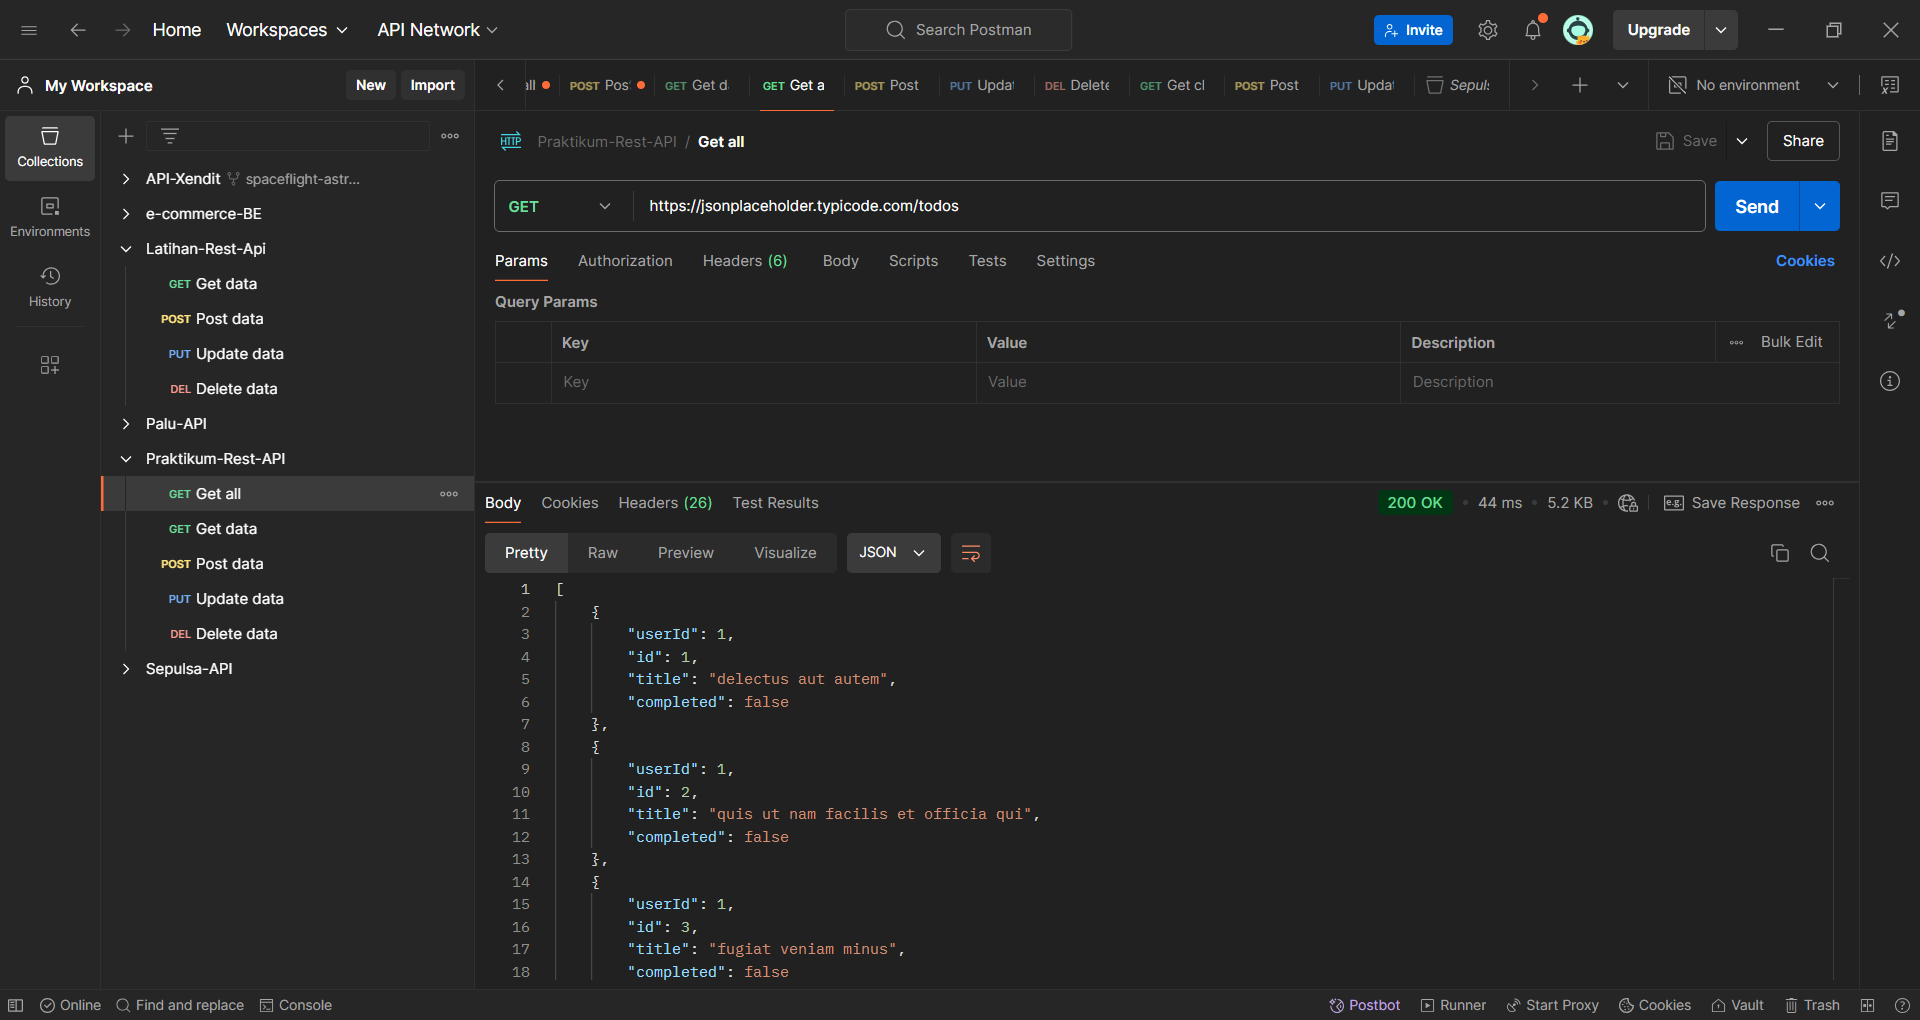 Home Workspaces API Network Search Postman Invite Upgrade
My Workspace New Import
all POST Pos GET Get d GET Get a POST Post PUT Updat DEL Delete GET Get cl POST Post PUT Updat Sepuls No environment
Collections
Environments
History
API-Xendit spaceflight-astr...
e-commerce-BE
Latihan-Rest-Api
GET Get data
POST Post data
PUT Update data
DEL Delete data
Palu-API
Praktikum-Rest-API
GET Get all
GET Get data
POST Post data
PUT Update data
DEL Delete data
Sepulsa-API
HTTP Praktikum-Rest-API / Get all Save Share
GET https://jsonplaceholder.typicode.com/todos Send
Params Authorization Headers (6) Body Scripts Tests Settings Cookies
Query Params
Key Value Description Bulk Edit
Key Value Description
Body Cookies Headers (26) Test Results 200 OK 44 ms 5.2 KB e.g. Save Response
Pretty Raw Preview Visualize JSON
1 [
2 {
3 "userId": 1,
4 "id": 1,
5 "title": "delectus aut autem",
6 "completed": false
7 },
8 {
9 "userId": 1,
10 "id": 2,
11 "title": "quis ut nam facilis et officia qui",
12 "completed": false
13 },
14 {
15 "userId": 1,
16 "id": 3,
17 "title": "fugiat veniam minus",
18 "completed": false
Online Find and replace Console Postbot Runner Start Proxy Cookies Vault Trash